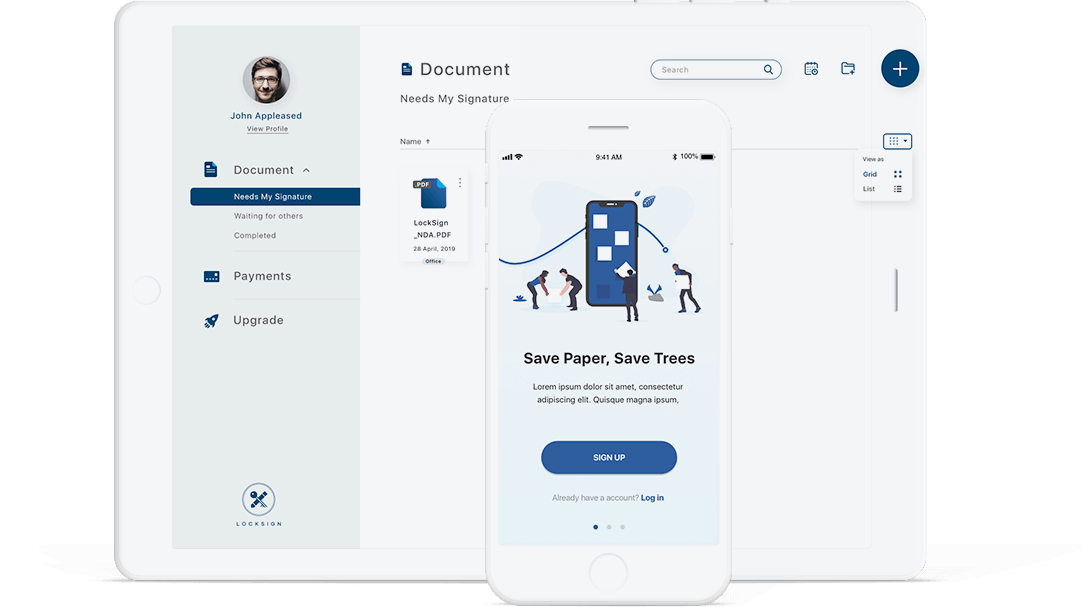 John Appleased
View Profile
Document
Needs My Signature
Waiting for others
Completed
Payments
Upgrade
LOCKSIGN
Document
Search
Needs My Signature
Name
View as
Grid
List
.PDF
LockSign
_NDA.PDF
28 April, 2019
Office
9:41 AM
100%
Save Paper, Save Trees
Lorem ipsum dolor sit amet, consectetur
adipiscing elit. Quisque magna ipsum,
SIGN UP
Already have a account? Log in